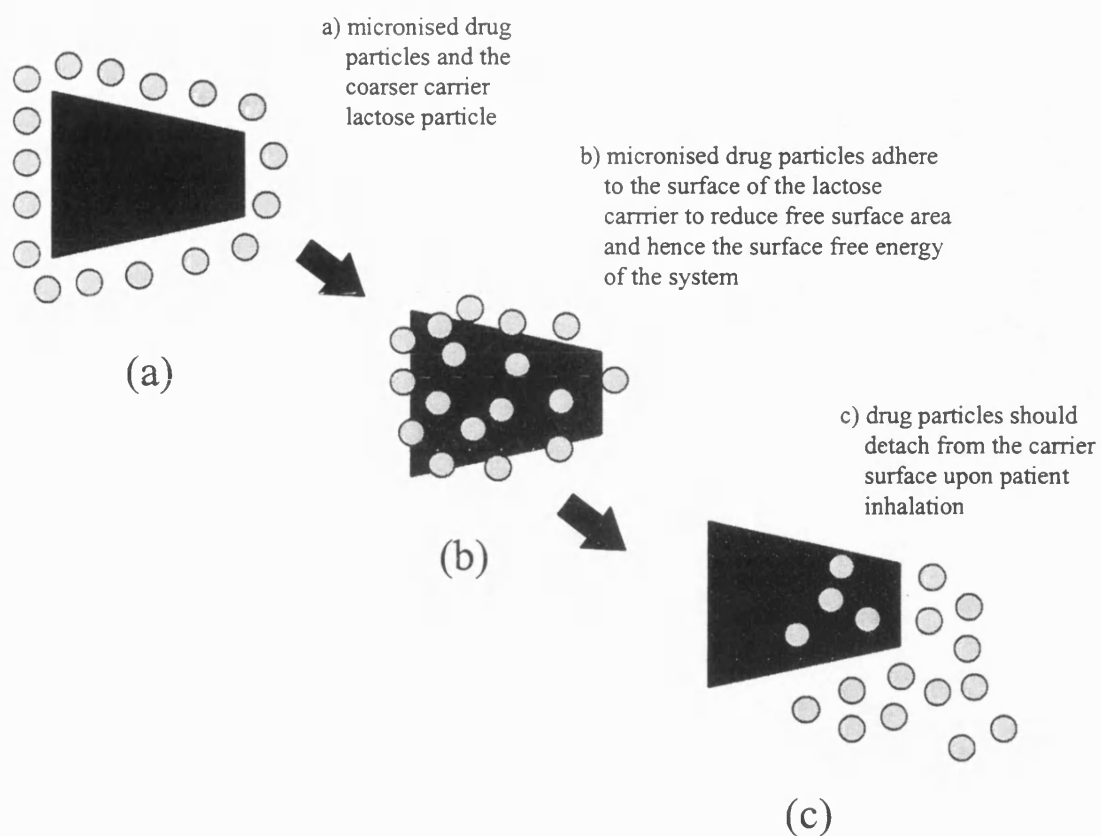 a) micronised drug
particles and the
coarser carrier
lactose particle
b) micronised drug particles adhere
to the surface of the lactose
carrrier to reduce free surface area
and hence the surface free energy
of the system
(a)
c) drug particles should
detach from the carrier
surface upon patient
inhalation
(b)
(c)